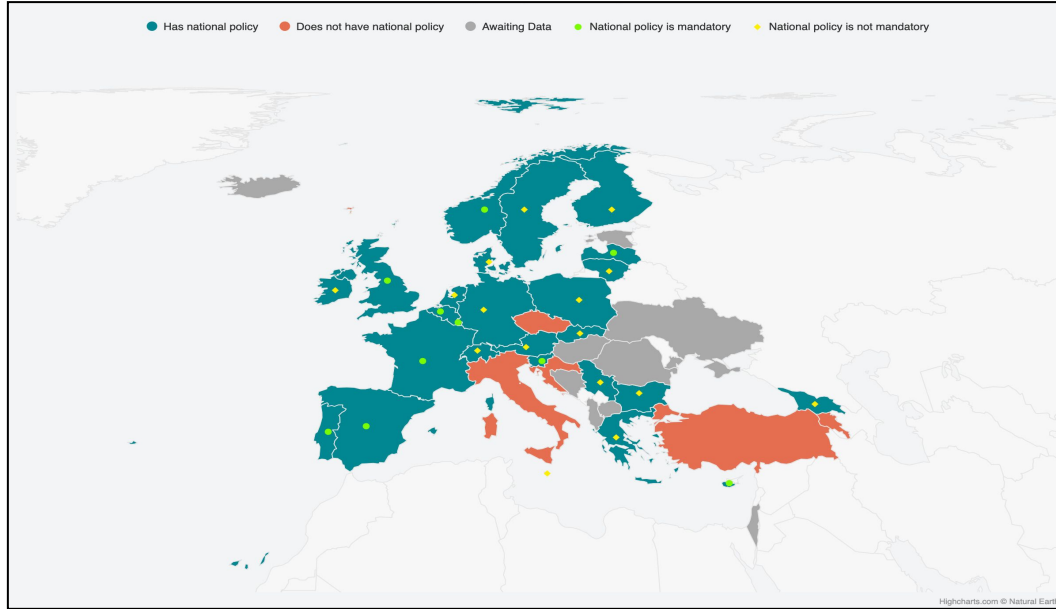 Has national policy Does not have national policy Awaiting Data National policy is mandatory National policy is not mandatory
Highcharts.com © Natural Earth